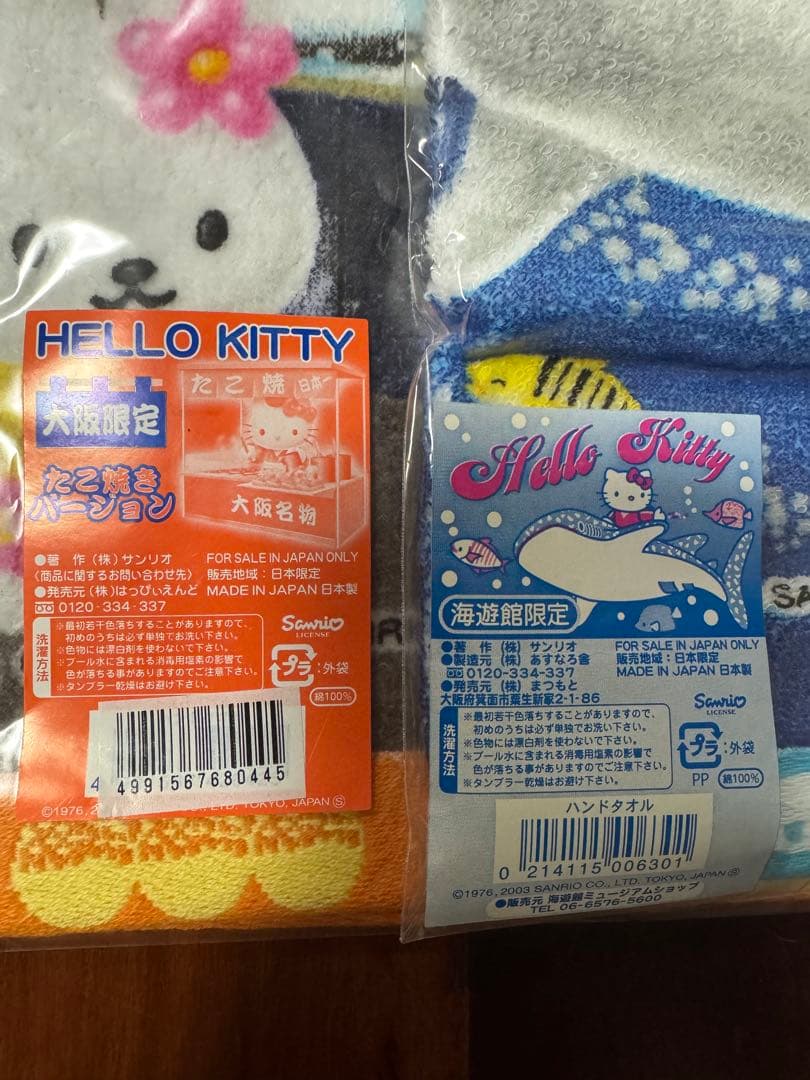 HELLO KITTY
大阪限定
たこ焼き
バージョン
たこ焼 日本一
大阪名物
●著 作 (株) サンリオ
〈商品に関するお問い合わせ先〉
●発売元 (株) はっぴいえんど
0120-334-337
FOR SALE IN JAPAN ONLY
販売地域：日本限定
MADE IN JAPAN 日本製
洗濯方法
※最初若干色落ちすることがありますので、
初めのうちは必ず単独でお洗い下さい。
※色物には漂白剤を使わないで下さい。
※プール水に含まれる消毒用塩素の影響で
色が落ちる事がありますのでご注意下さい。
※タンブラー乾燥はお避け下さい。
Sanrio
LICENSE
プラ：外袋
綿100%
4
4991567680445
©1976,
LTD. TOKYO, JAPAN Ⓢ
R
Hello Kitty
海遊館限定
●著 作 (株) サンリオ
●製造元 (株) あすなろ舎
0120-334-337
●発売元 (株) まつもと
大阪府箕面市粟生新家2-1-86
FOR SALE IN JAPAN ONLY
販売地域：日本限定
MADE IN JAPAN 日本製
洗濯方法
※最初若干色落ちすることがありますので、
初めのうちは必ず単独でお洗い下さい。
※色物には漂白剤を使わないで下さい。
※プール水に含まれる消毒用塩素の影響で
色が落ちる事がありますのでご注意下さい。
※タンブラー乾燥はお避け下さい。
Sanrio
LICENSE
プラ：外袋
PP
綿100%
ハンドタオル
0 214115 006301
©1976, 2003 SANRIO CO., LTD. TOKYO, JAPAN Ⓢ
●販売元 海遊館ミュージアムショップ
TEL 06-6576-5600
SA